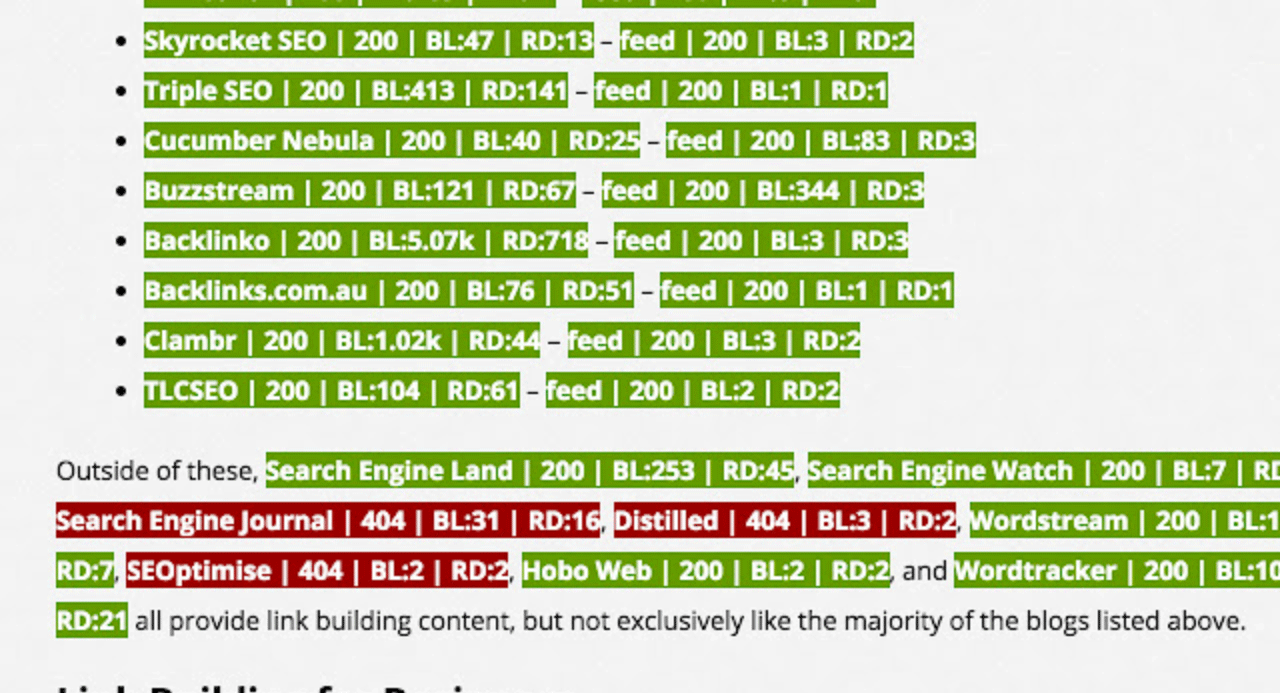 Skyrocket SEO | 200 | BL:47 | RD:13 – feed | 200 | BL:3 | RD:2
Triple SEO | 200 | BL:413 | RD:141 – feed | 200 | BL:1 | RD:1
Cucumber Nebula | 200 | BL:40 | RD:25 – feed | 200 | BL:83 | RD:3
Buzzstream | 200 | BL:121 | RD:67 – feed | 200 | BL:344 | RD:3
Backlinko | 200 | BL:5.07k | RD:718 – feed | 200 | BL:3 | RD:3
Backlinks.com.au | 200 | BL:76 | RD:51 – feed | 200 | BL:1 | RD:1
Clambr | 200 | BL:1.02k | RD:44 – feed | 200 | BL:3 | RD:2
TLCSEO | 200 | BL:104 | RD:61 – feed | 200 | BL:2 | RD:2
Outside of these, Search Engine Land | 200 | BL:253 | RD:45, Search Engine Watch | 200 | BL:7 | RD
Search Engine Journal | 404 | BL:31 | RD:16, Distilled | 404 | BL:3 | RD:2, Wordstream | 200 | BL:1
RD:7, SEOptimise | 404 | BL:2 | RD:2, Hobo Web | 200 | BL:2 | RD:2, and Wordtracker | 200 | BL:10
RD:21 all provide link building content, but not exclusively like the majority of the blogs listed above.